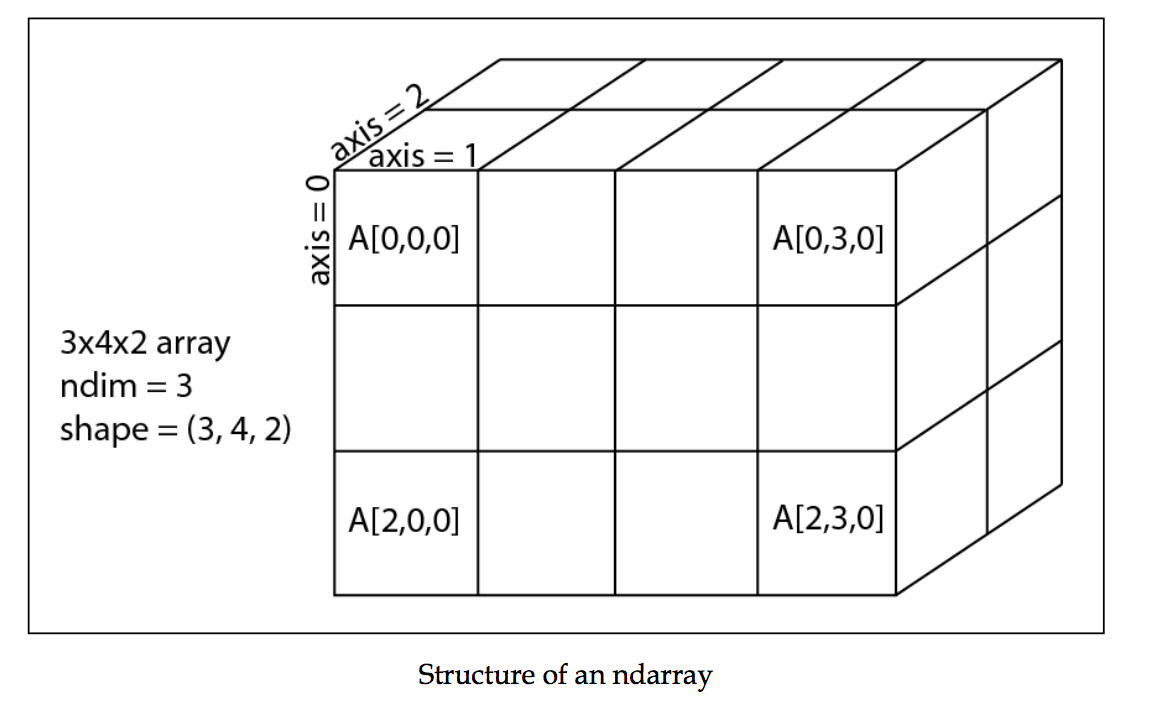 axis = 2
axis = 1
axis = 0
A[0,0,0]
A[0,3,0]
3x4x2 array
ndim = 3
shape = (3, 4, 2)
A[2,0,0]
A[2,3,0]
Structure of an ndarray